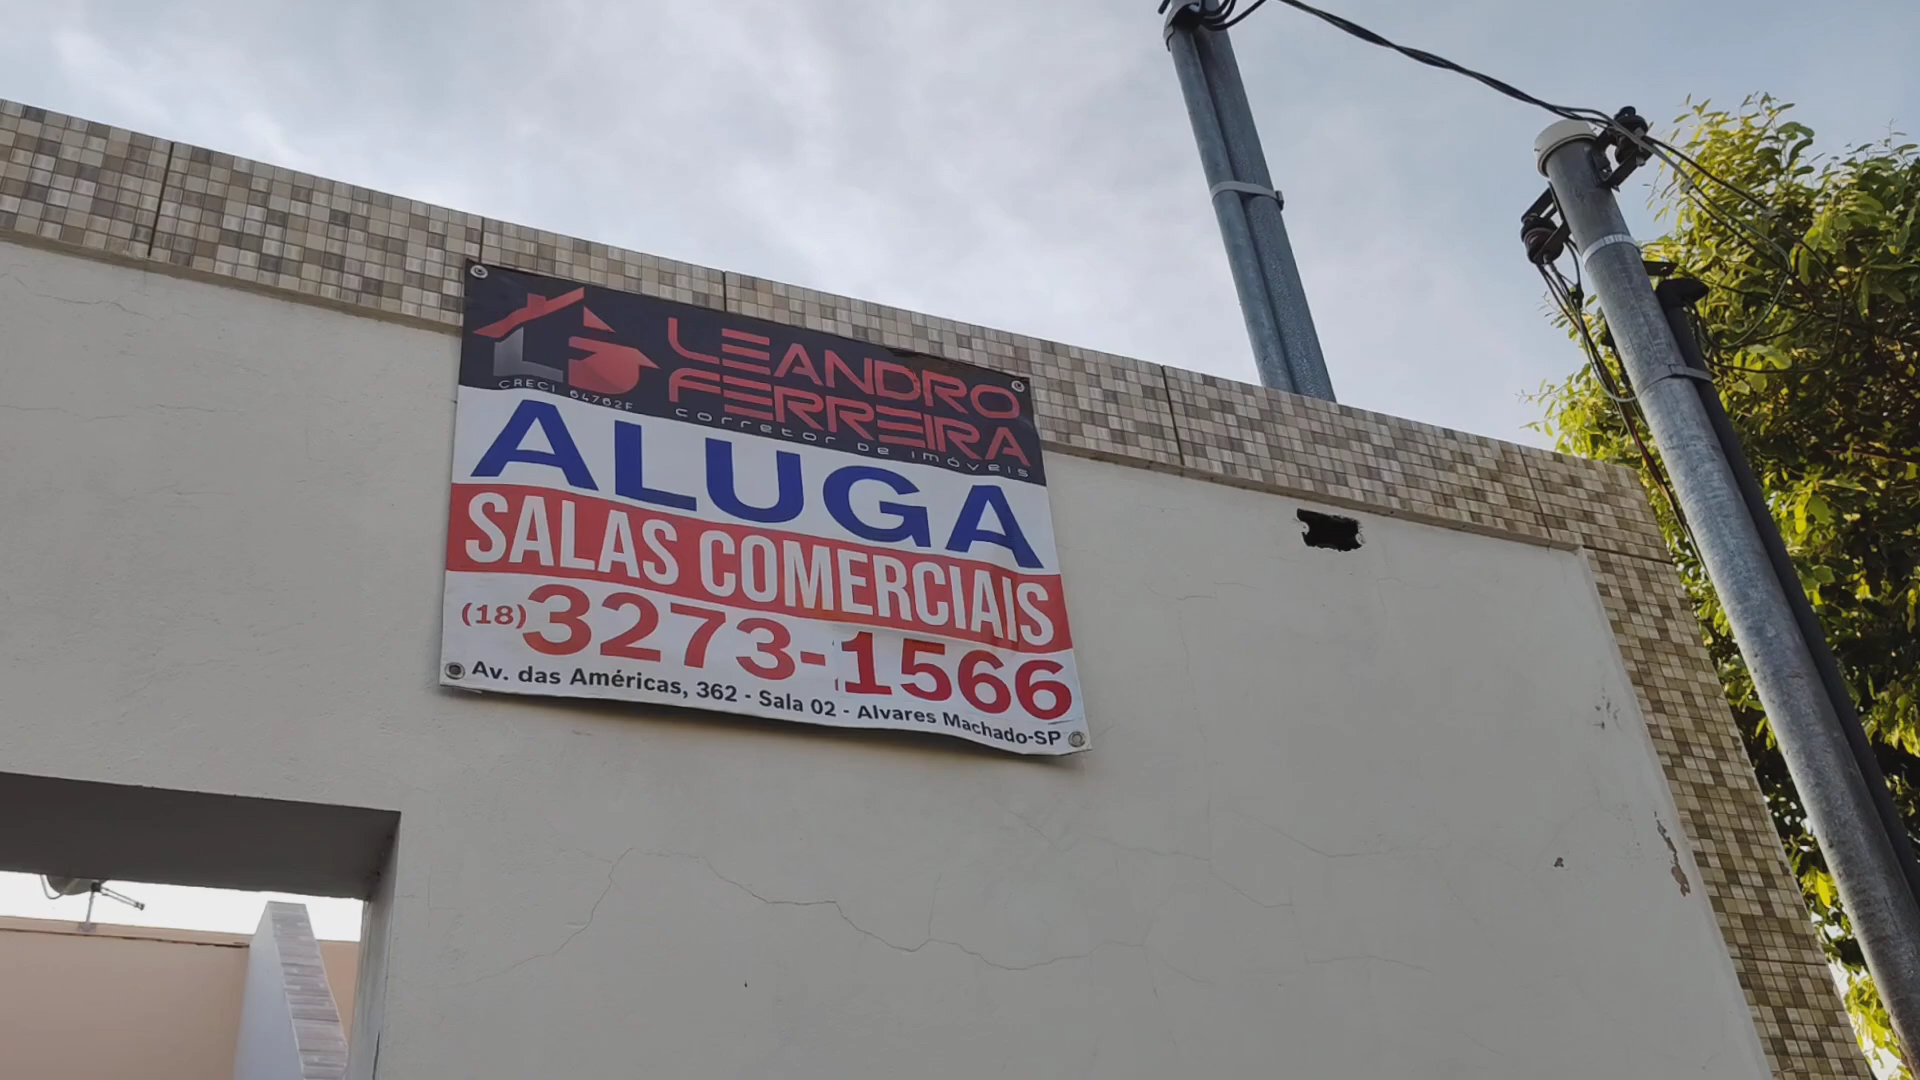 LEANDRO
FERREIRA
CRECI 64762F
corretor de imóveis
ALUGA
SALAS COMERCIAIS
(18) 3273-1566
Av. das Américas, 362 - Sala 02 - Alvares Machado-SP